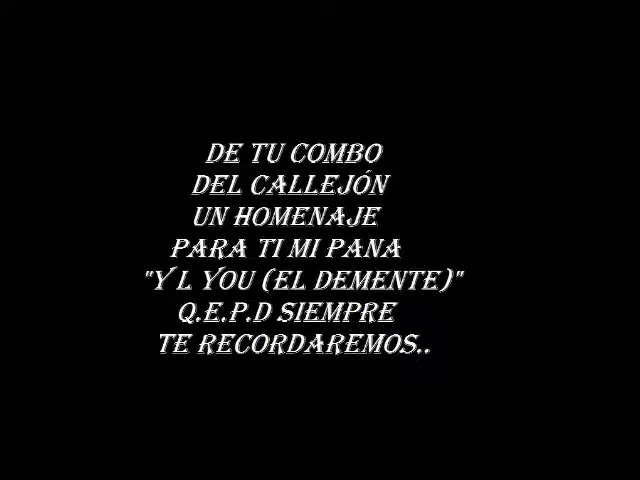 DE TU COMBO
DEL CALLEJÓN
UN HOMENAJE
PARA TI MI PANA
"Y L YOU (EL DEMENTE)"
Q.E.P.D SIEMPRE
TE RECORDAREMOS..